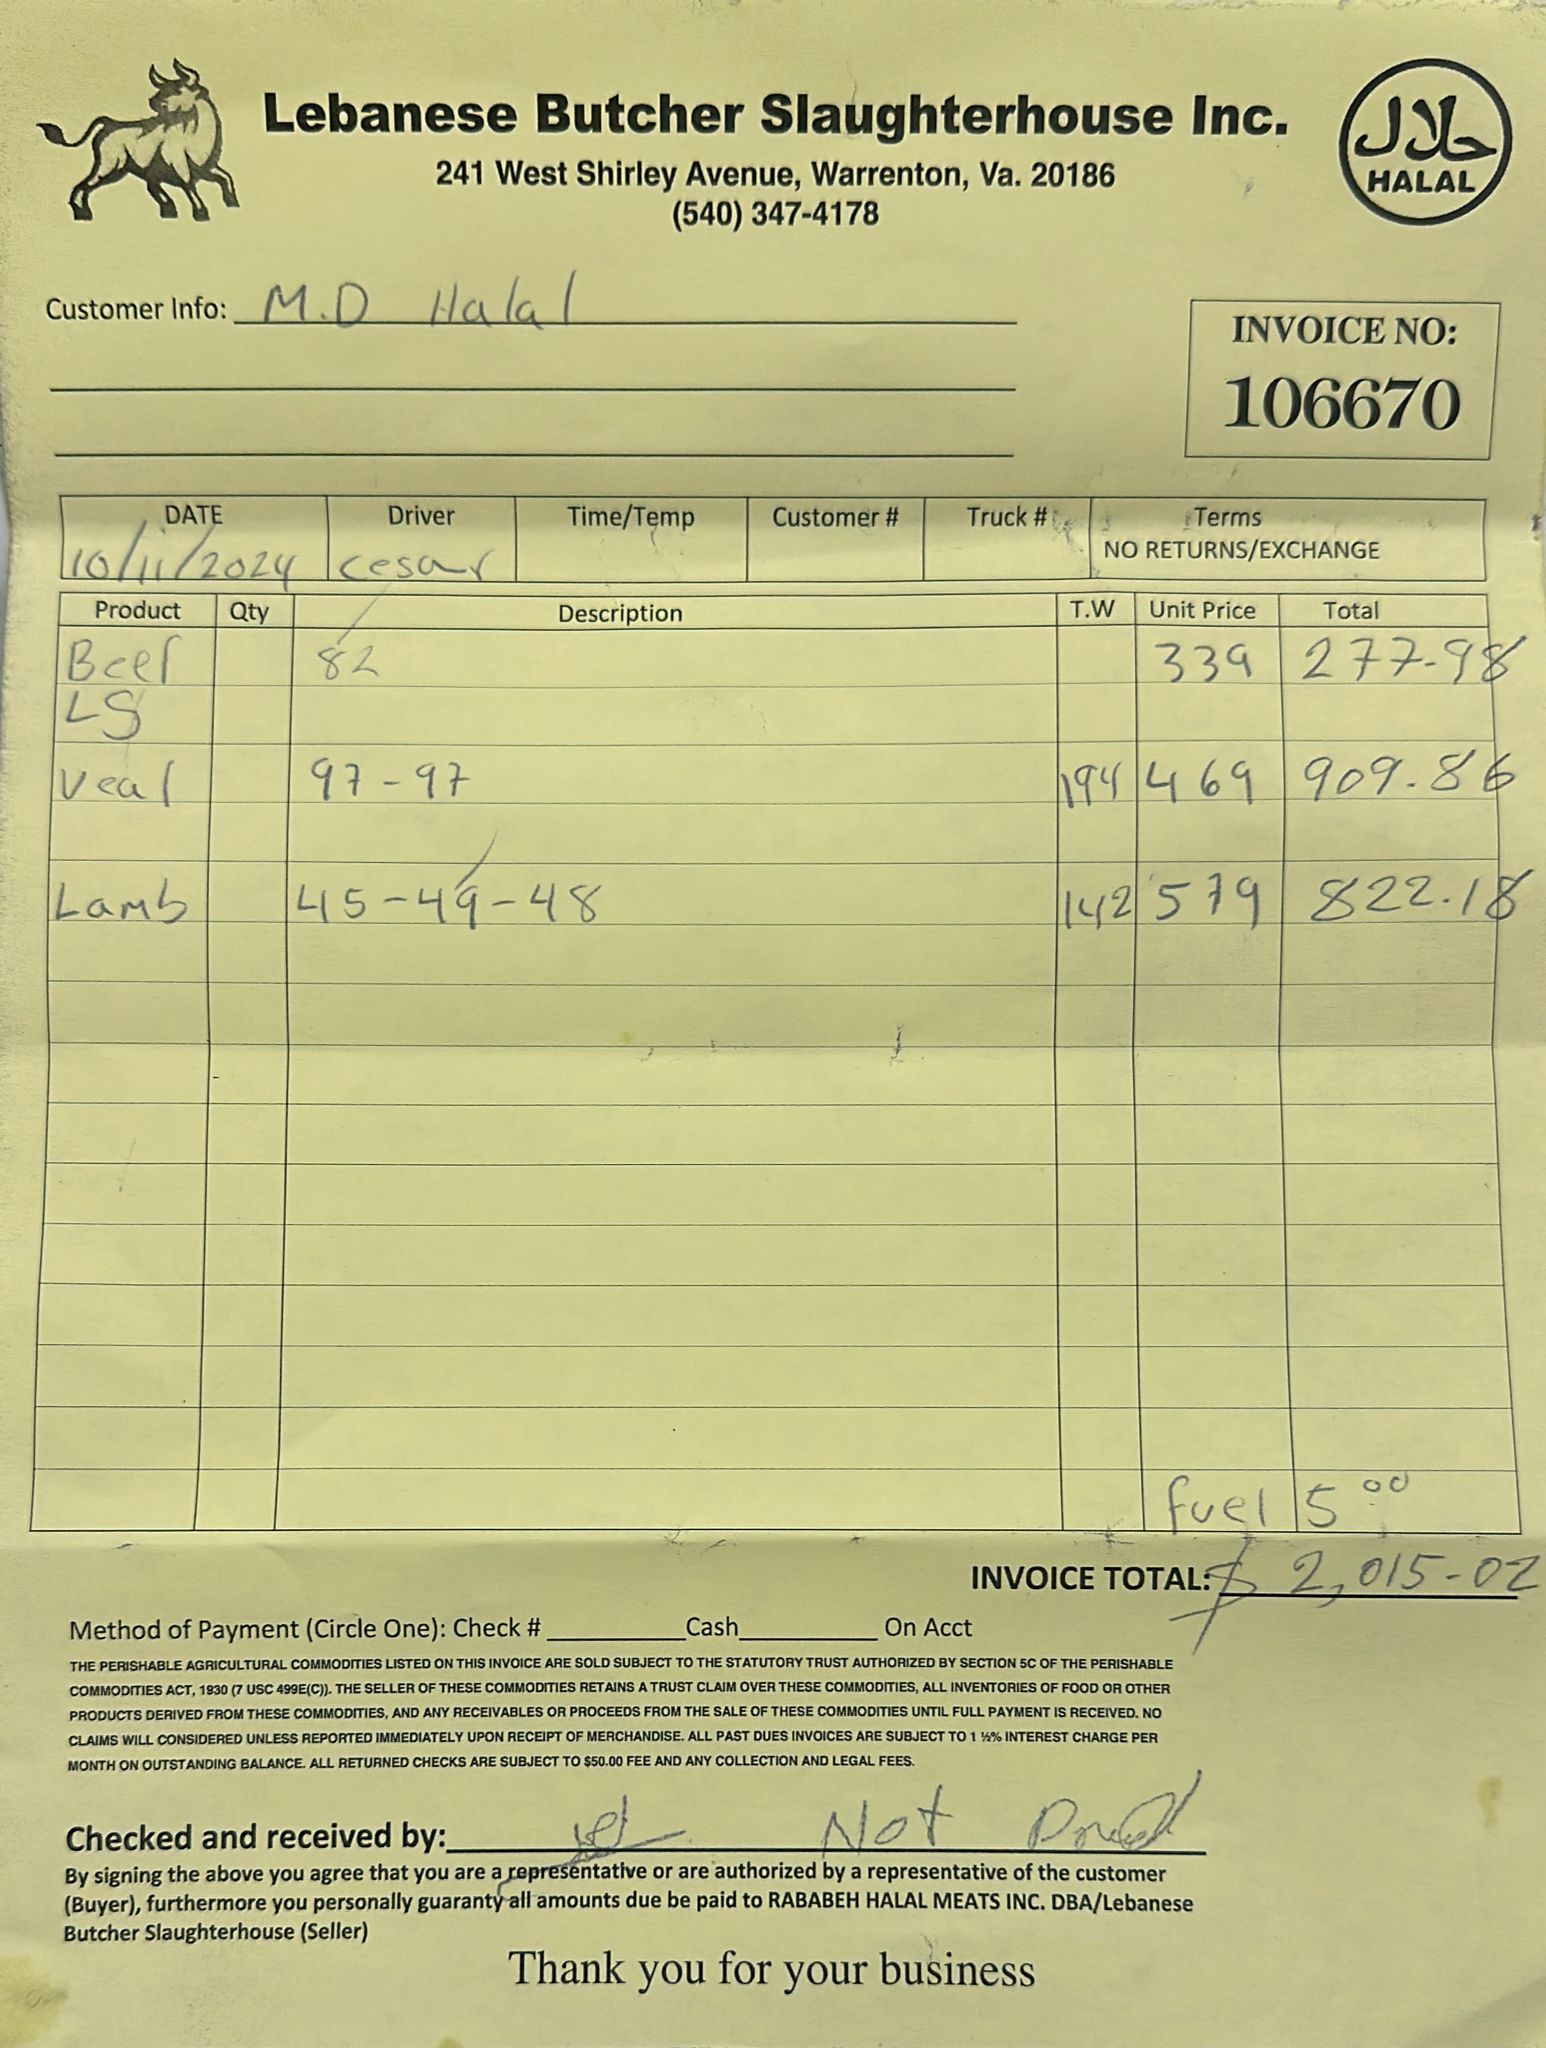 Lebanese Butcher Slaughterhouse Inc.
241 West Shirley Avenue, Warrenton, Va. 20186
(540) 347-4178
حلال
HALAL
Customer Info: M.D Halal
INVOICE NO:
106670
DATE Driver Time/Temp Customer # Truck # Terms
10/11/2024 cesar NO RETURNS/EXCHANGE
Product Qty Description T.W Unit Price Total
Beef 82 339 277-98
LS
Veal 97-97 194 469 909.86
Lamb 45-49-48 142 579 822.18
fuel 5 00
INVOICE TOTAL: $ 2,015-02
Method of Payment (Circle One): Check # Cash On Acct
THE PERISHABLE AGRICULTURAL COMMODITIES LISTED ON THIS INVOICE ARE SOLD SUBJECT TO THE STATUTORY TRUST AUTHORIZED BY SECTION 5C OF THE PERISHABLE
COMMODITIES ACT, 1930 (7 USC 499E(C)). THE SELLER OF THESE COMMODITIES RETAINS A TRUST CLAIM OVER THESE COMMODITIES, ALL INVENTORIES OF FOOD OR OTHER
PRODUCTS DERIVED FROM THESE COMMODITIES, AND ANY RECEIVABLES OR PROCEEDS FROM THE SALE OF THESE COMMODITIES UNTIL FULL PAYMENT IS RECEIVED. NO
CLAIMS WILL CONSIDERED UNLESS REPORTED IMMEDIATELY UPON RECEIPT OF MERCHANDISE. ALL PAST DUES INVOICES ARE SUBJECT TO 1 ½% INTEREST CHARGE PER
MONTH ON OUTSTANDING BALANCE. ALL RETURNED CHECKS ARE SUBJECT TO $50.00 FEE AND ANY COLLECTION AND LEGAL FEES.
Checked and received by: Not
By signing the above you agree that you are a representative or are authorized by a representative of the customer
(Buyer), furthermore you personally guaranty all amounts due be paid to RABABEH HALAL MEATS INC. DBA/Lebanese
Butcher Slaughterhouse (Seller)
Thank you for your business